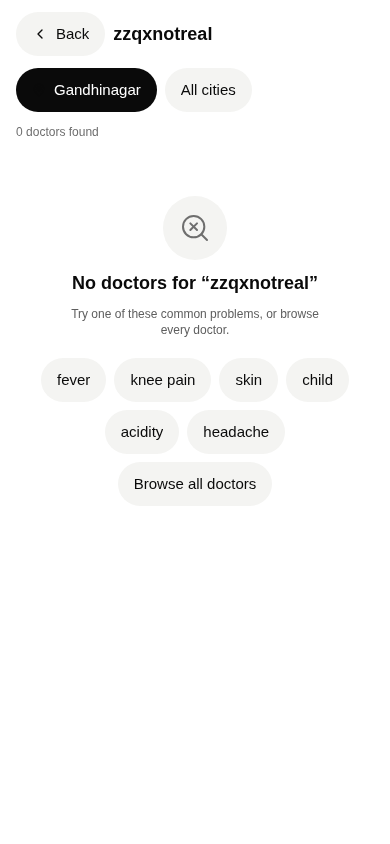 Back zzqxnotreal
Gandhinagar All cities
0 doctors found
No doctors for “zzqxnotreal”
Try one of these common problems, or browse
every doctor.
fever knee pain skin child
acidity headache
Browse all doctors